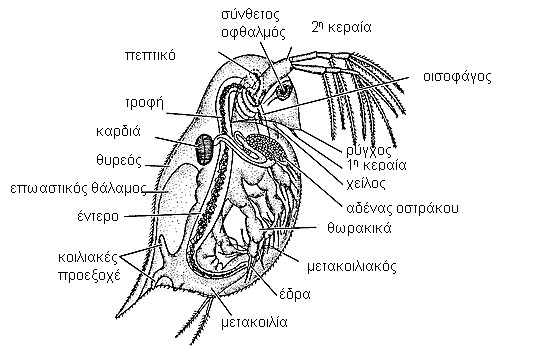 σύνθετος
οφθαλμός
2η κεραία
πεπτικό
οισοφάγος
τροφή
καρδιά
ρύγχος
1η κεραία
χείλος
θυρεός
επωαστικός θάλαμος
αδένας οστράκου
έντερο
θωρακικά
κοιλιακές
προεξοχέ
μετακοιλιακός
έδρα
μετακοιλία